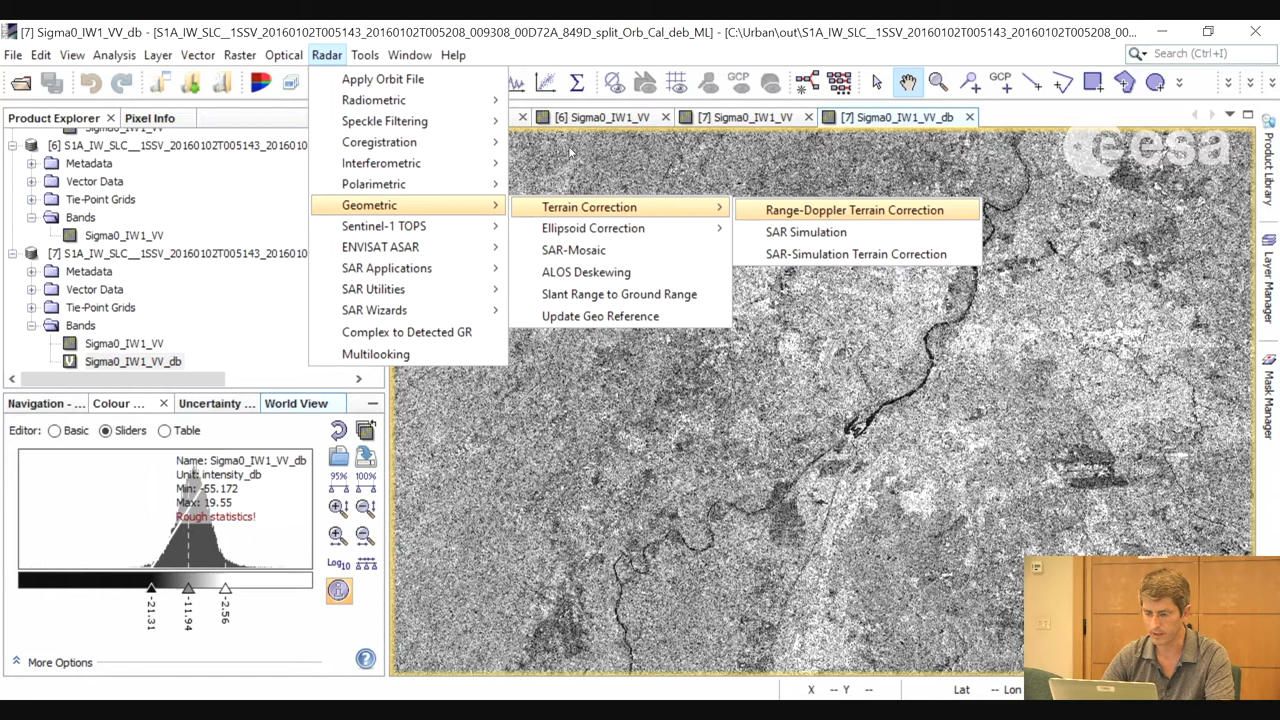 [7] Sigma0_IW1_VV_db - [S1A_IW_SLC__1SSV_20160102T005143_20160102T005208_009308_00D72A_849D_split_Orb_Cal_deb_ML] - [C:\Urban\out\S1A_IW_SLC__1SSV_20160102T005143_20160102T005208_00...
File Edit View Analysis Layer Vector Raster Optical Radar Tools Window Help
Search (Ctrl+I)
GCP GCP
Product Explorer Pixel Info
[6] Sigma0_IW1_VV [7] Sigma0_IW1_VV [7] Sigma0_IW1_VV_db
Sigma0_IW1_VV
[6] S1A_IW_SLC__1SSV_20160102T005143_2016010
Metadata
Vector Data
Tie-Point Grids
Bands
Sigma0_IW1_VV
[7] S1A_IW_SLC__1SSV_20160102T005143_2016010
Metadata
Vector Data
Tie-Point Grids
Bands
Sigma0_IW1_VV
Sigma0_IW1_VV_db
Apply Orbit File
Radiometric
Speckle Filtering
Coregistration
Interferometric
Polarimetric
Geometric
Sentinel-1 TOPS
ENVISAT ASAR
SAR Applications
SAR Utilities
SAR Wizards
Complex to Detected GR
Multilooking
Terrain Correction
Ellipsoid Correction
SAR-Mosaic
ALOS Deskewing
Slant Range to Ground Range
Update Geo Reference
Range-Doppler Terrain Correction
SAR Simulation
SAR-Simulation Terrain Correction
esa
Product Library
Layer Manager
Mask Manager
Navigation - ... Colour ... Uncertainty ... World View
Editor: Basic Sliders Table
Name: Sigma0_IW1_VV_db
Unit: intensity_db
Min: -55.172
Max: 19.55
Rough statistics!
95% 100%
Log10
-21.31 -11.94 -2.56
More Options
X -- Y -- Lat -- Lon